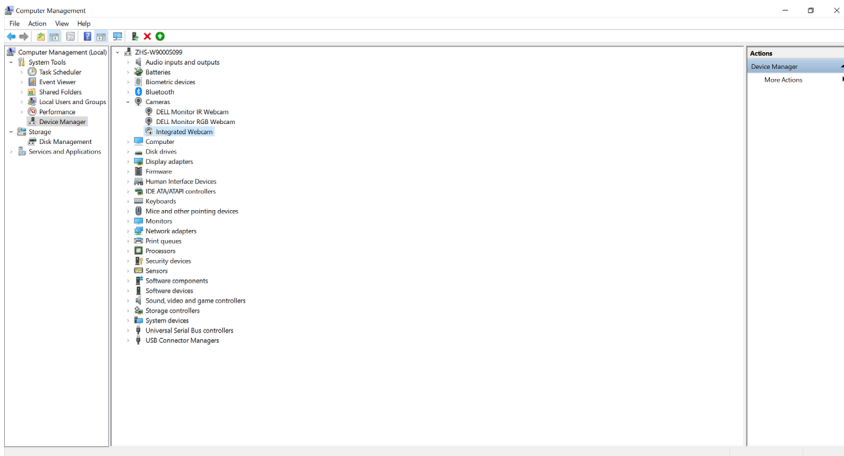 Computer Management
File Action View Help
Computer Management (Local)
System Tools
Task Scheduler
Event Viewer
Shared Folders
Local Users and Groups
Performance
Device Manager
Storage
Disk Management
Services and Applications
ZHS-W90005099
Audio inputs and outputs
Batteries
Biometric devices
Bluetooth
Cameras
DELL Monitor IR Webcam
DELL Monitor RGB Webcam
Integrated Webcam
Computer
Disk drives
Display adapters
Firmware
Human Interface Devices
IDE ATA/ATAPI controllers
Keyboards
Mice and other pointing devices
Monitors
Network adapters
Print queues
Processors
Security devices
Sensors
Software components
Software devices
Sound, video and game controllers
Storage controllers
System devices
Universal Serial Bus controllers
USB Connector Managers
Actions
Device Manager
More Actions